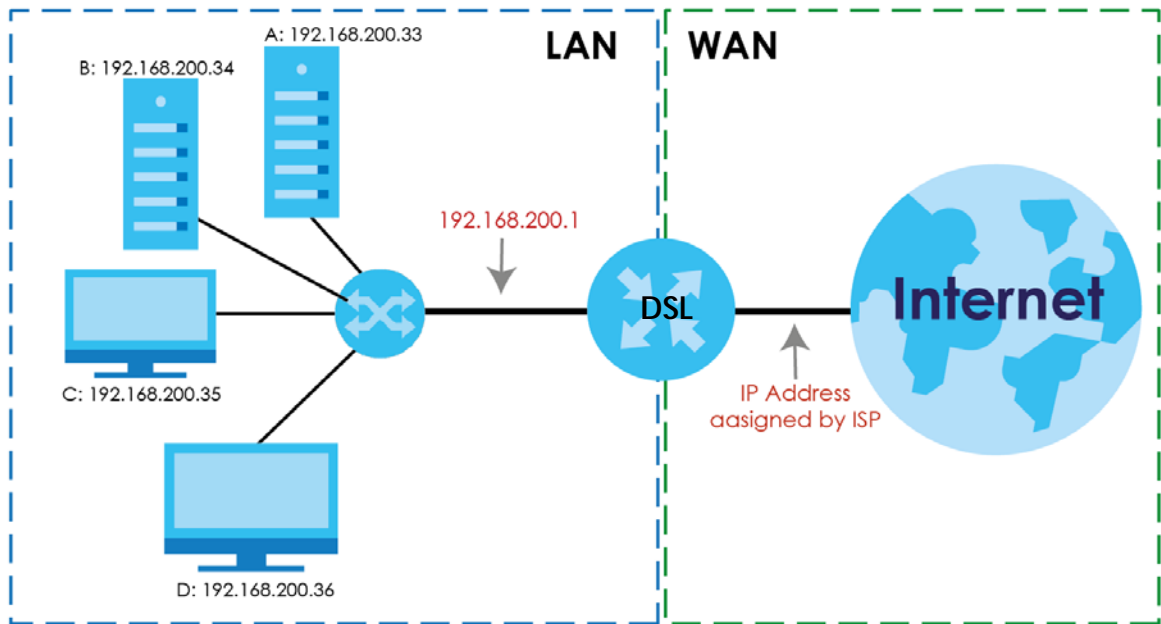 A: 192.168.200.33
LAN
WAN
B: 192.168.200.34
192.168.200.1
DSL
Internet
C: 192.168.200.35
IP Address
aasigned by ISP
D: 192.168.200.36